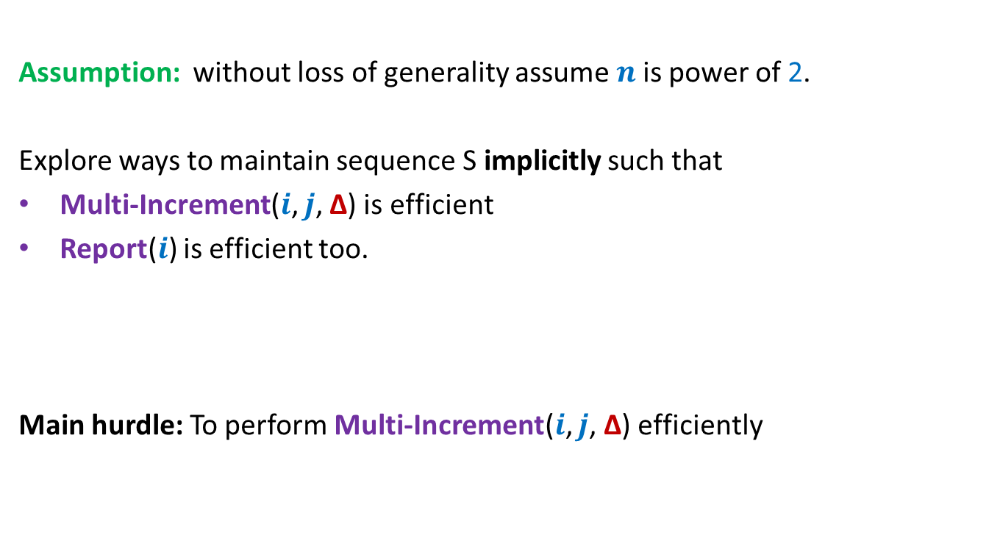 Assumption: without loss of generality assume n is power of 2.
Explore ways to maintain sequence S implicitly such that
• Multi-Increment(i, j, Δ) is efficient
• Report(i) is efficient too.
Main hurdle: To perform Multi-Increment(i, j, Δ) efficiently